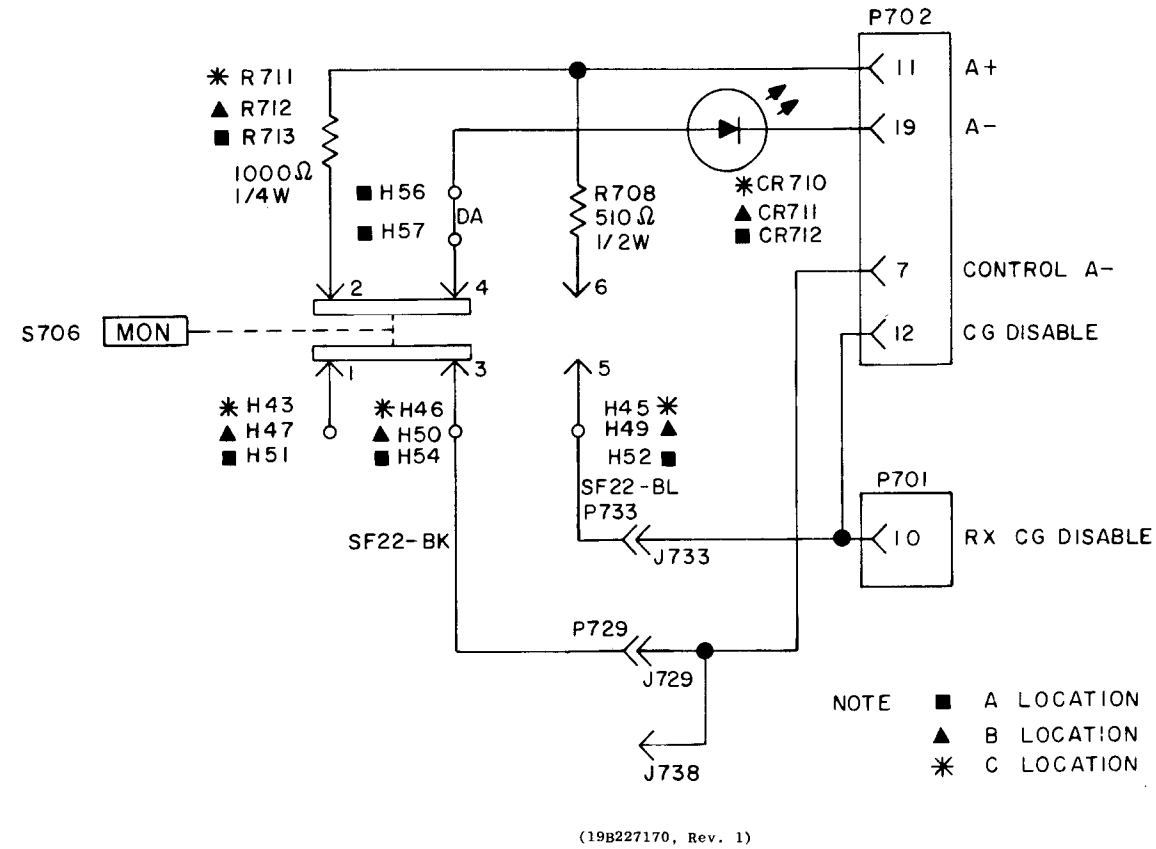 P702
✳ R711
▲ R712
■ R713
1000Ω
1/4W
11 A+
19 A-
✳ CR710
▲ CR711
■ CR712
■ H56
DA
■ H57
R708
510Ω
1/2W
7 CONTROL A-
12 CG DISABLE
2
4
6
S706 MON
1
3
5
✳ H43
▲ H47
■ H51
✳ H46
▲ H50
■ H54
H45 ✳
H49 ▲
H52 ■
SF22-BL
P733
J733
P701
10 RX CG DISABLE
SF22-BK
P729
J729
J738
NOTE ■ A LOCATION
▲ B LOCATION
✳ C LOCATION
(19B227170, Rev. 1)